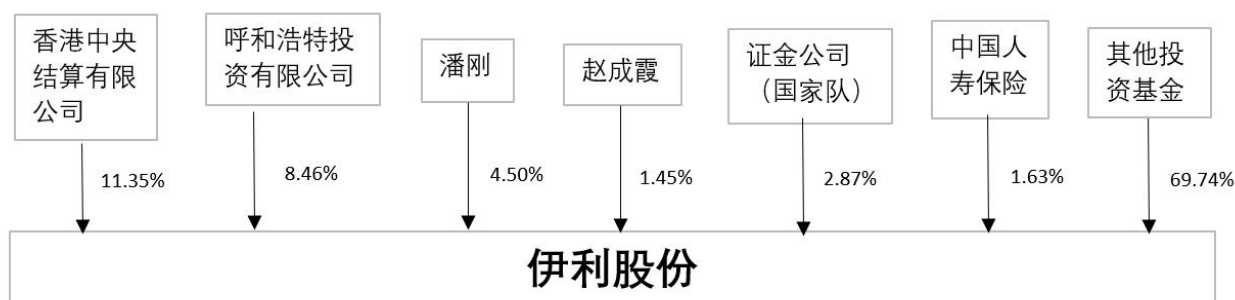 香港中央
结算有限
公司
呼和浩特投
资有限公司
潘刚
赵成霞
证金公司
（国家队）
中国人
寿保险
其他投
资基金
11.35%
8.46%
4.50%
1.45%
2.87%
1.63%
69.74%
伊利股份